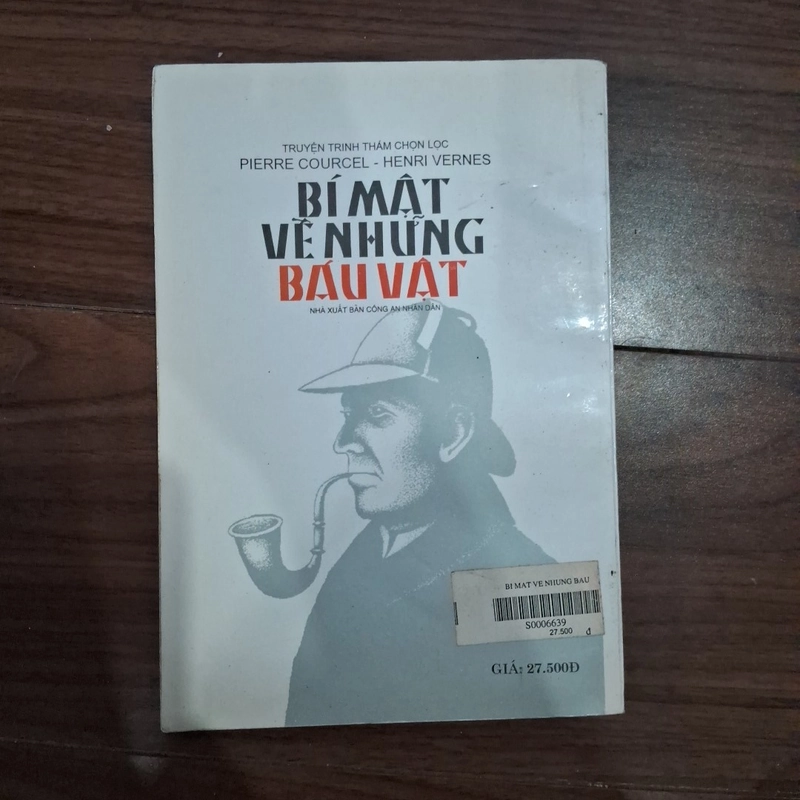 TRUYỆN TRINH THÁM CHỌN LỌC
PIERRE COURCEL - HENRI VERNES
BÍ MẬT
VỀ NHỮNG
BÁU VẬT
NHÀ XUẤT BẢN CÔNG AN NHÂN DÂN
BI MAT VE NHUNG BAU
S0006639
27.500 đ
GIÁ: 27.500Đ